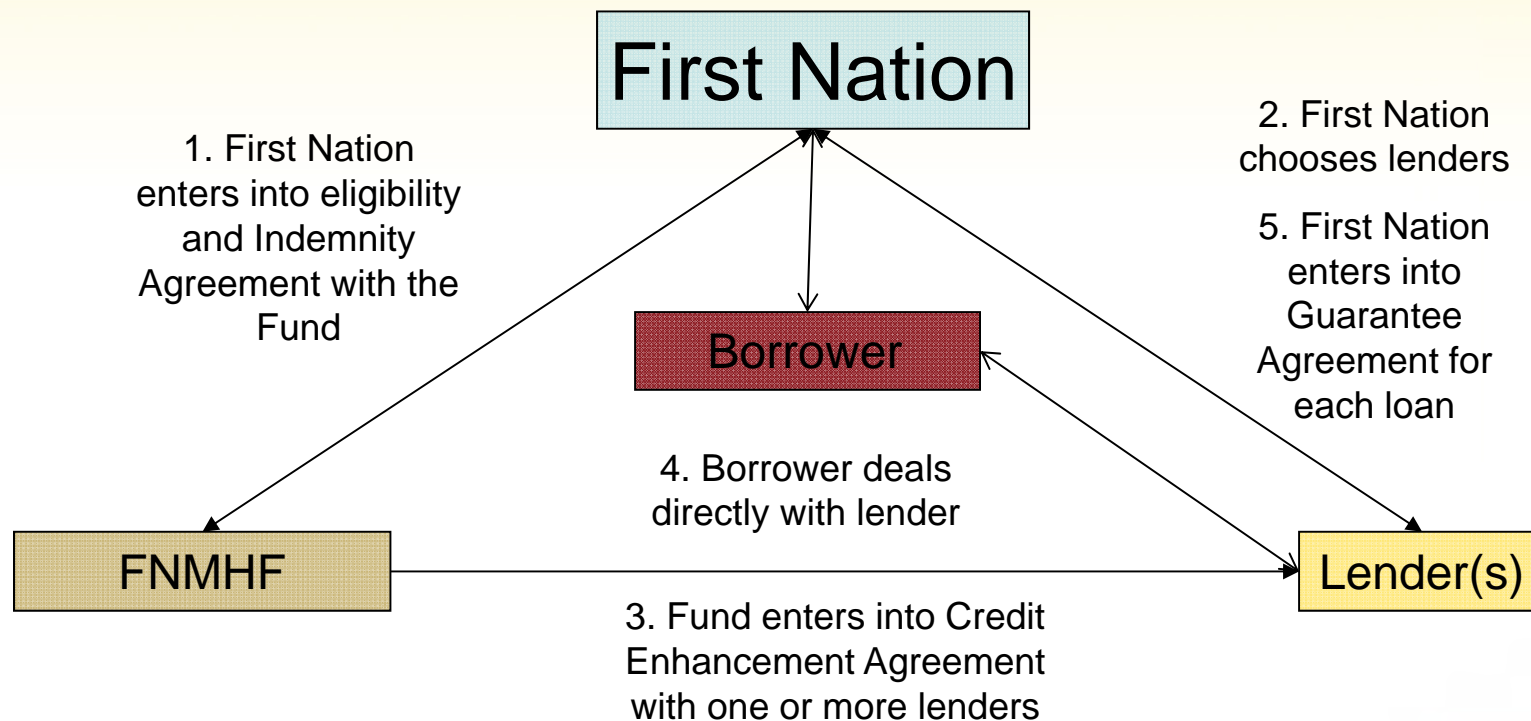 First Nation
1. First Nation
enters into eligibility
and Indemnity
Agreement with the
Fund
2. First Nation
chooses lenders
5. First Nation
enters into
Guarantee
Agreement for
each loan
Borrower
4. Borrower deals
directly with lender
FNMHF
Lender(s)
3. Fund enters into Credit
Enhancement Agreement
with one or more lenders